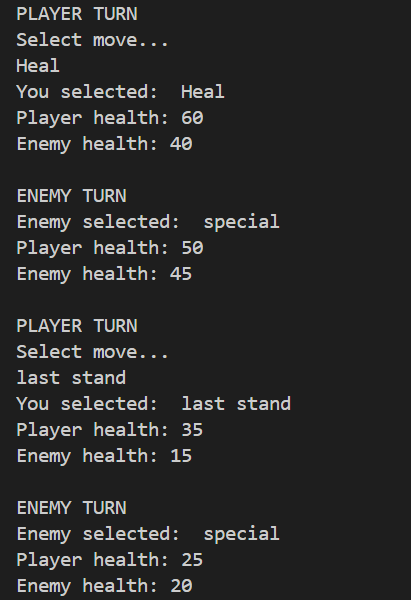 PLAYER TURN
Select move...
Heal
You selected:  Heal
Player health: 60
Enemy health: 40
ENEMY TURN
Enemy selected:  special
Player health: 50
Enemy health: 45
PLAYER TURN
Select move...
last stand
You selected:  last stand
Player health: 35
Enemy health: 15
ENEMY TURN
Enemy selected:  special
Player health: 25
Enemy health: 20